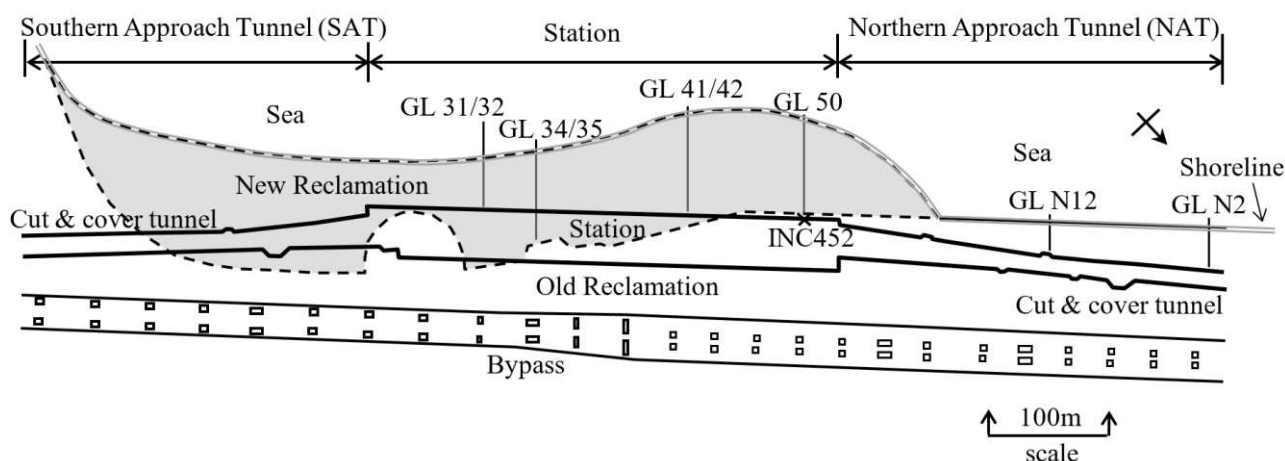 Southern Approach Tunnel (SAT)
Station
Northern Approach Tunnel (NAT)
GL 31/32
GL 34/35
GL 41/42
GL 50
Sea
Sea
Shoreline
New Reclamation
GL N12
GL N2
Cut & cover tunnel
Station
INC452
Old Reclamation
Cut & cover tunnel
Bypass
100m
scale